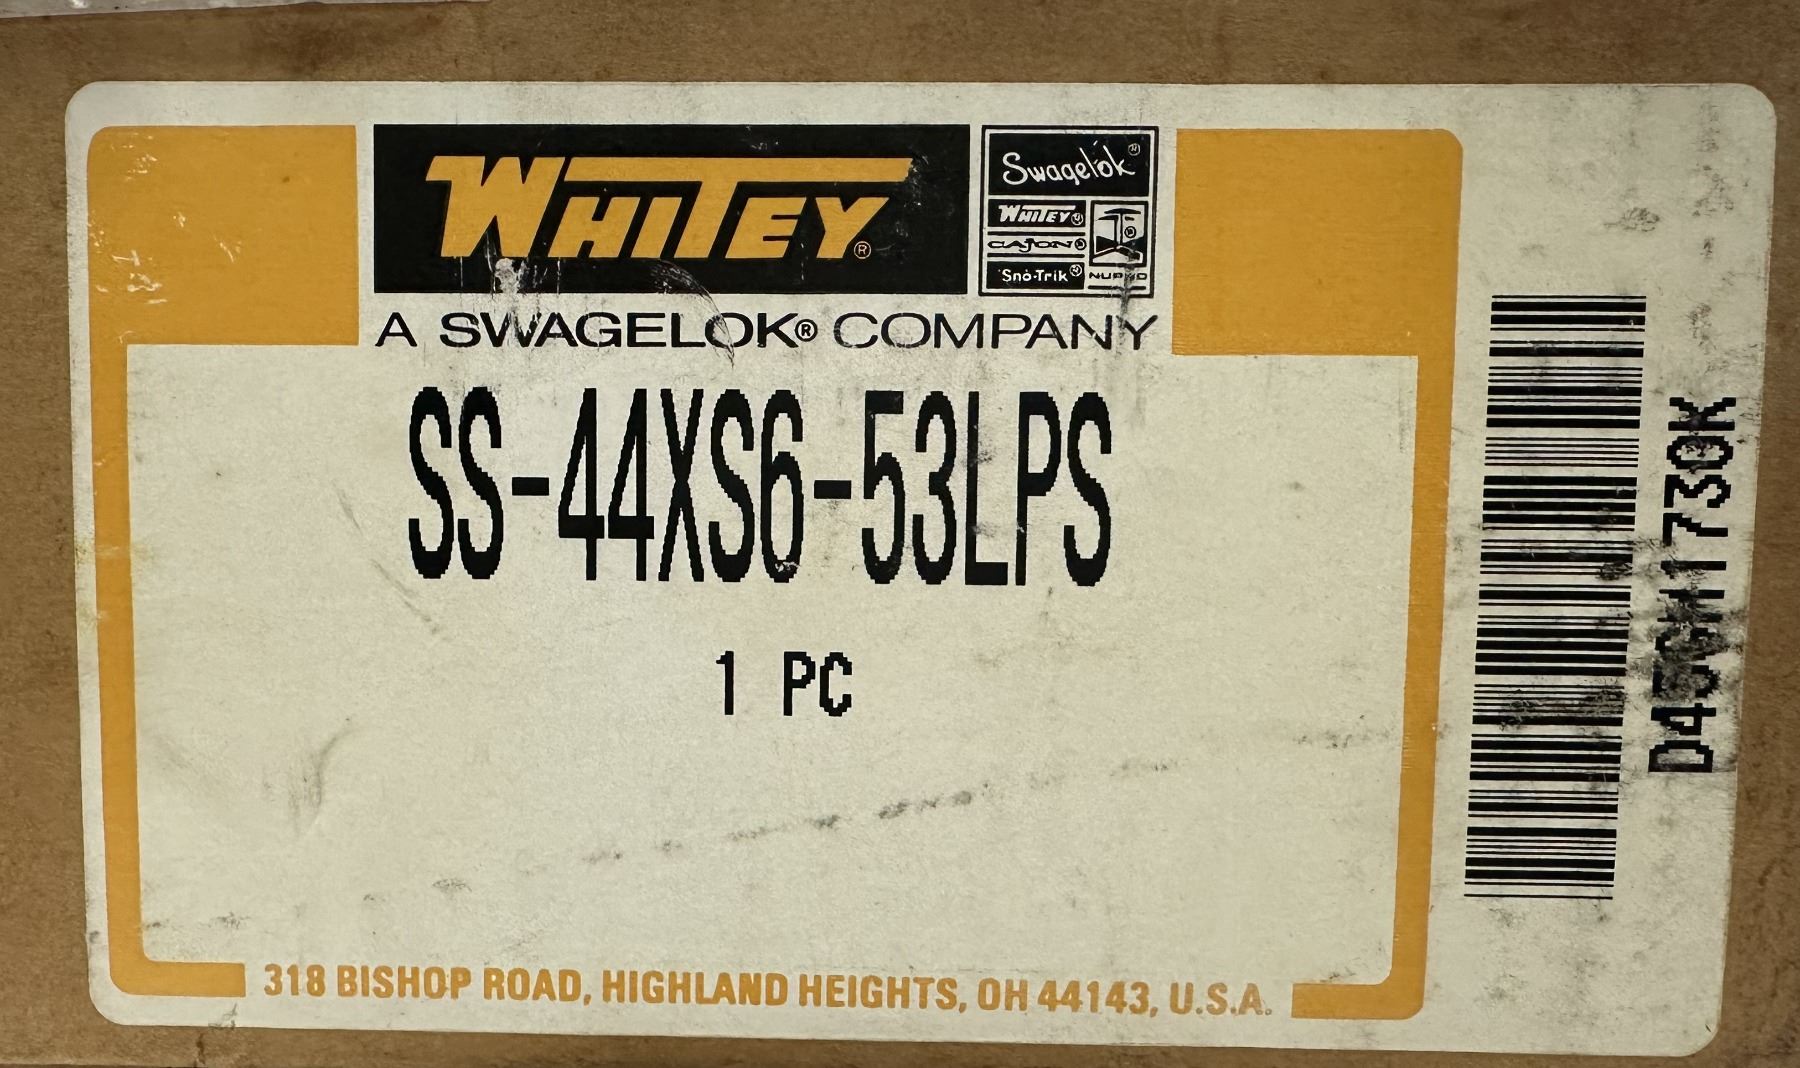 WHITEY®
Swagelok®
WHITEY®
CAJON®
Sno-Trik®
NUPRO
A SWAGELOK® COMPANY
SS-44XS6-53LPS
1 PC
318 BISHOP ROAD, HIGHLAND HEIGHTS, OH 44143, U.S.A.